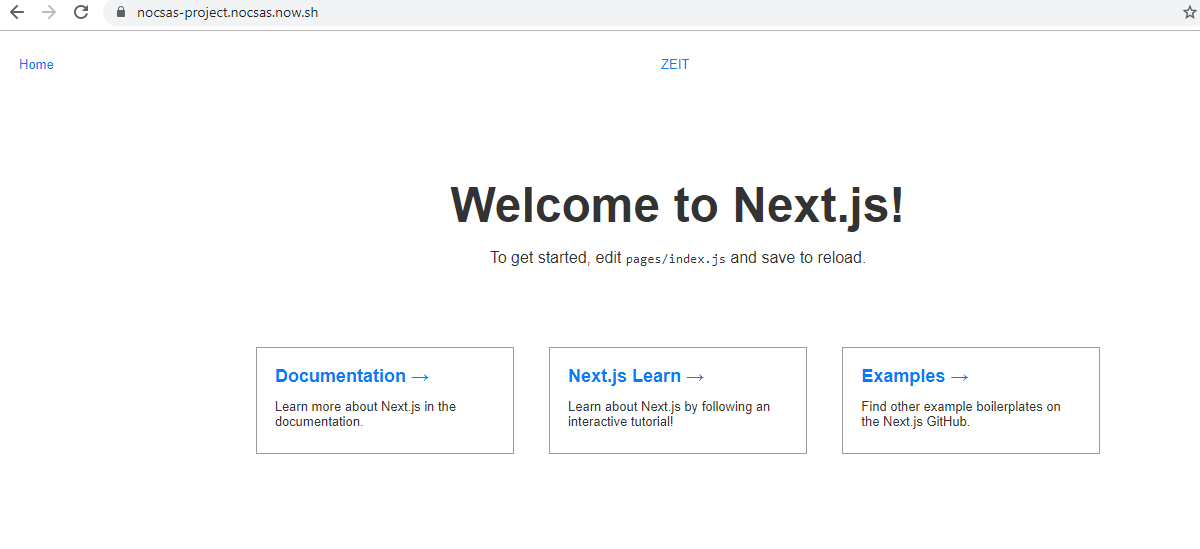 nocsas-project.nocsas.now.sh
Home
ZEIT
Welcome to Next.js!
To get started, edit pages/index.js and save to reload.
Documentation →
Learn more about Next.js in the
documentation.
Next.js Learn →
Learn about Next.js by following an
interactive tutorial!
Examples →
Find other example boilerplates on
the Next.js GitHub.